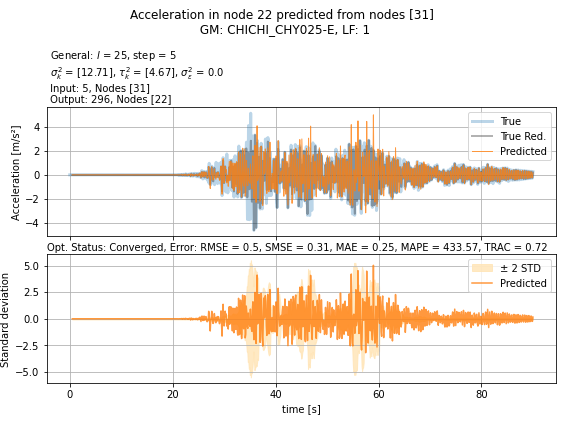 Acceleration in node 22 predicted from nodes [31]
GM: CHICHI_CHY025-E, LF: 1
General: l = 25, step = 5
σ²ₖ = [12.71], τ²ₖ = [4.67], σ²_ε = 0.0
Input: 5, Nodes [31]
Output: 296, Nodes [22]
Acceleration [m/s²]
4
2
0
−2
−4
True
True Red.
Predicted
Opt. Status: Converged, Error: RMSE = 0.5, SMSE = 0.31, MAE = 0.25, MAPE = 433.57, TRAC = 0.72
Standard deviation
5.0
2.5
0.0
−2.5
−5.0
± 2 STD
Predicted
0 20 40 60 80
time [s]